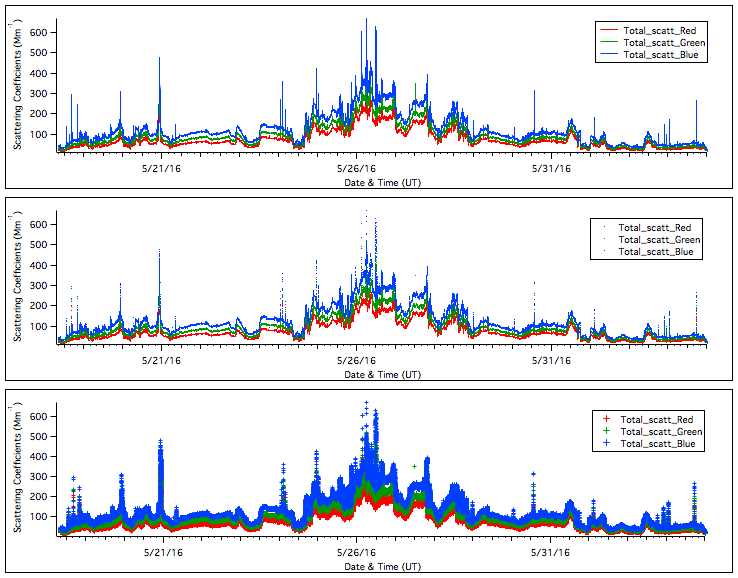 Scattering Coefficients (Mm⁻¹)
600
500
400
300
200
100
Total_scatt_Red
Total_scatt_Green
Total_scatt_Blue
5/21/16
5/26/16
5/31/16
Date & Time (UT)
Scattering Coefficients (Mm⁻¹)
600
500
400
300
200
100
Total_scatt_Red
Total_scatt_Green
Total_scatt_Blue
5/21/16
5/26/16
5/31/16
Date & Time (UT)
Scattering Coefficients (Mm⁻¹)
600
500
400
300
200
100
Total_scatt_Red
Total_scatt_Green
Total_scatt_Blue
5/21/16
5/26/16
5/31/16
Date & Time (UT)